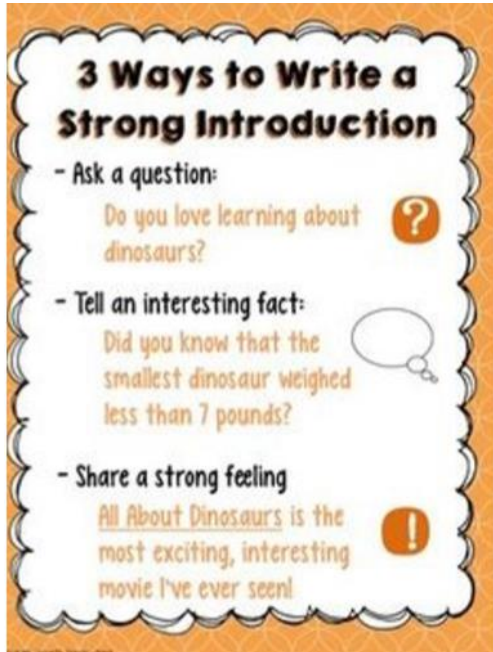 3 Ways to Write a
Strong Introduction
- Ask a question:
Do you love learning about
dinosaurs?
?
- Tell an interesting fact:
Did you know that the
smallest dinosaur weighed
less than 7 pounds?
- Share a strong feeling
All About Dinosaurs is the
most exciting, interesting
movie I've ever seen!
!